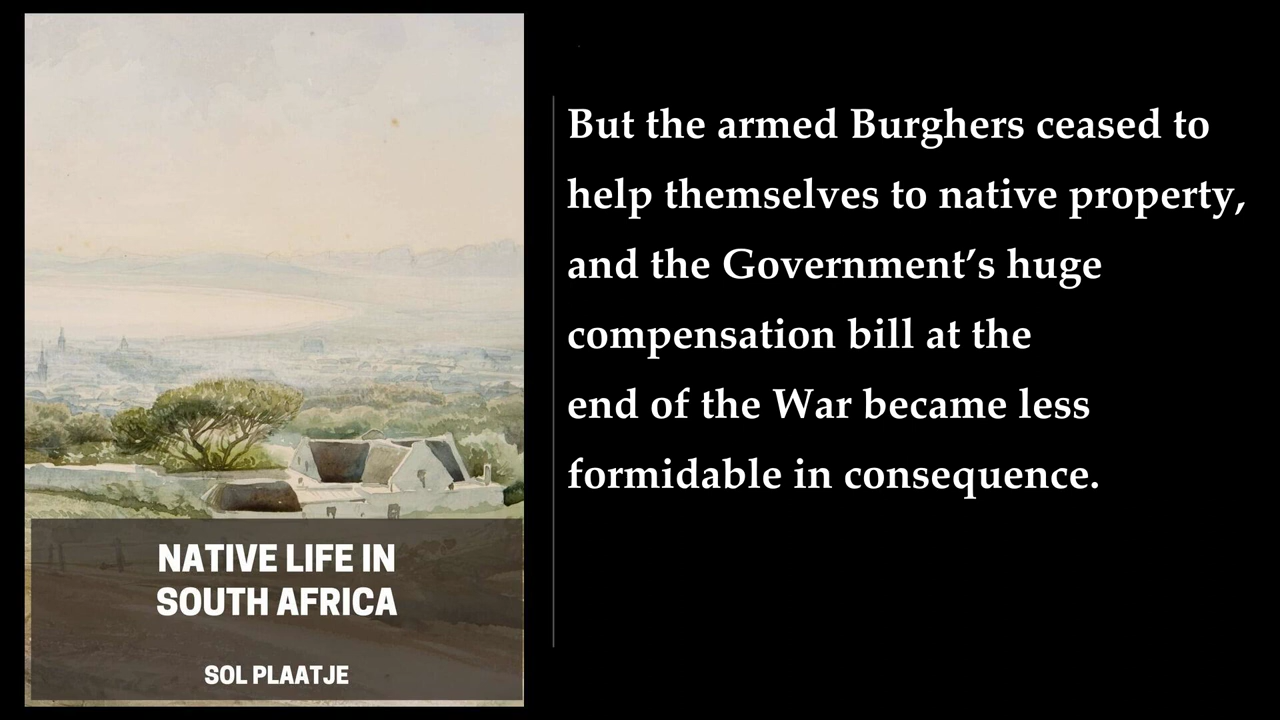 NATIVE LIFE IN
SOUTH AFRICA
SOL PLAATJE
But the armed Burghers ceased to
help themselves to native property,
and the Government’s huge
compensation bill at the
end of the War became less
formidable in consequence.